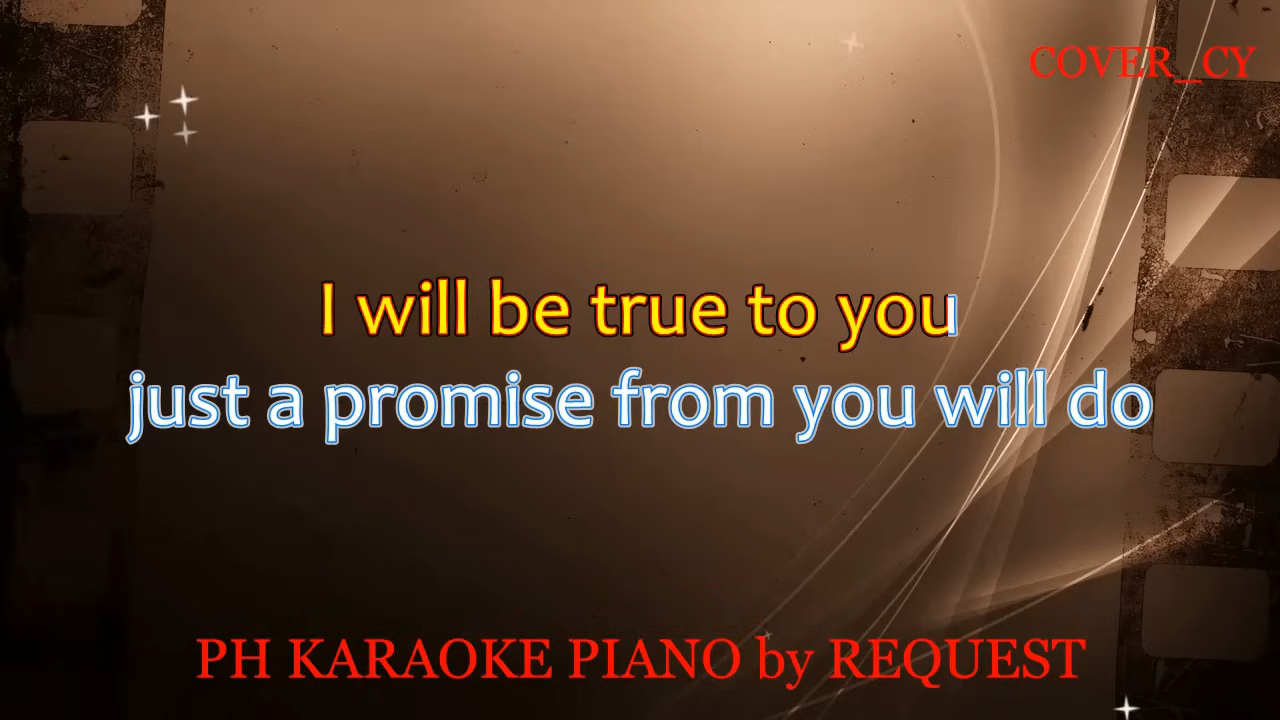 COVER_CY
I will be true to you
just a promise from you will do
PH KARAOKE PIANO by REQUEST